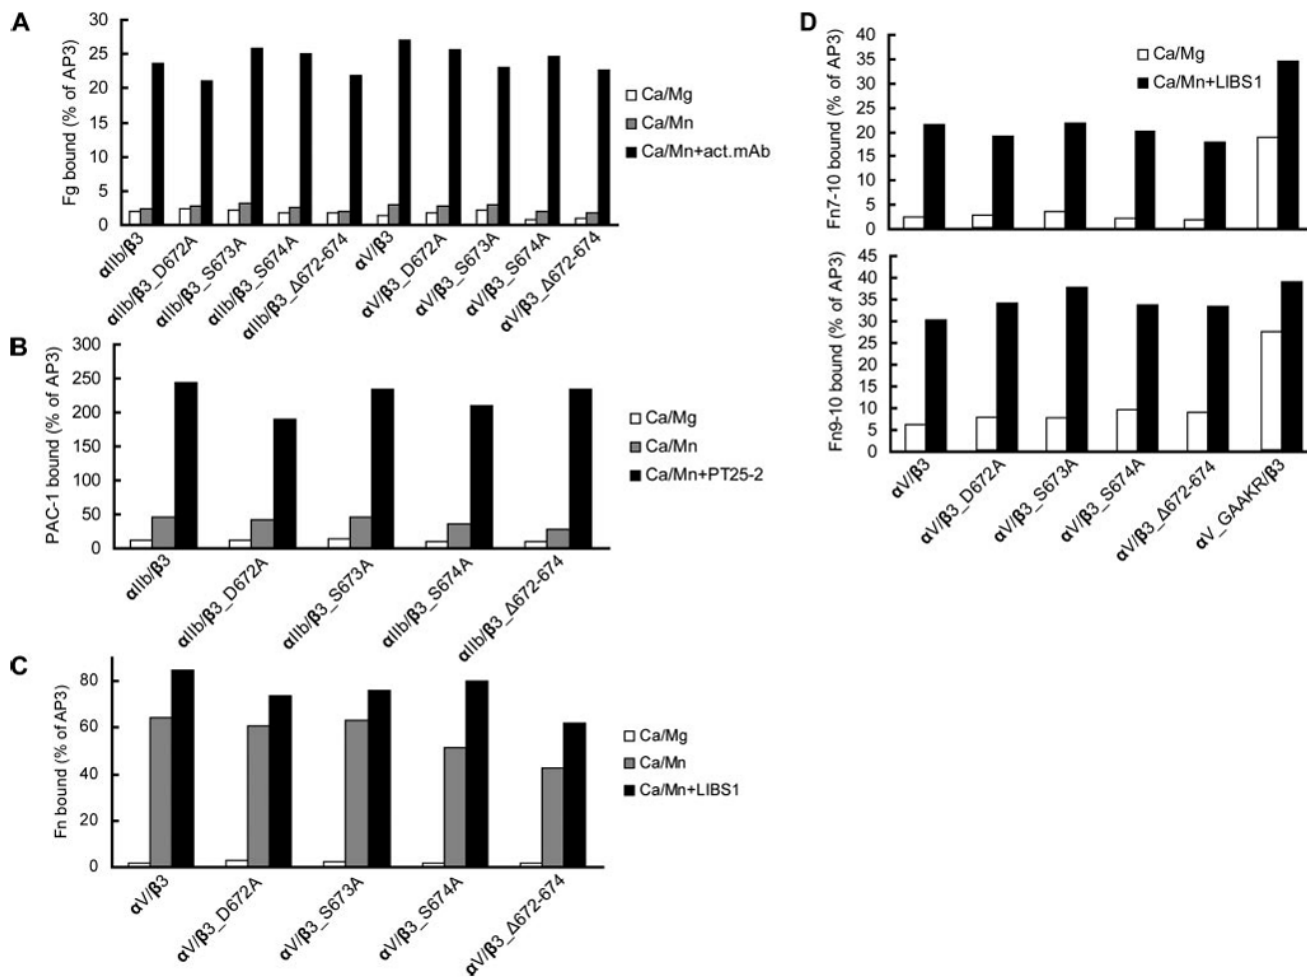 A
Fg bound (% of AP3)
30
25
20
15
10
5
0
Ca/Mg
Ca/Mn
Ca/Mn+act.mAb
αIIb/β3
αIIb/β3_D672A
αIIb/β3_S673A
αIIb/β3_S674A
αIIb/β3_Δ672-674
αV/β3
αV/β3_D672A
αV/β3_S673A
αV/β3_S674A
αV/β3_Δ672-674
B
PAC-1 bound (% of AP3)
300
250
200
150
100
50
0
Ca/Mg
Ca/Mn
Ca/Mn+PT25-2
αIIb/β3
αIIb/β3_D672A
αIIb/β3_S673A
αIIb/β3_S674A
αIIb/β3_Δ672-674
C
Fn bound (% of AP3)
80
60
40
20
0
Ca/Mg
Ca/Mn
Ca/Mn+LIBS1
αV/β3
αV/β3_D672A
αV/β3_S673A
αV/β3_S674A
αV/β3_Δ672-674
D
Fn7-10 bound (% of AP3)
40
35
30
25
20
15
10
5
0
Ca/Mg
Ca/Mn+LIBS1
Fn9-10 bound (% of AP3)
45
40
35
30
25
20
15
10
5
0
αV/β3
αV/β3_D672A
αV/β3_S673A
αV/β3_S674A
αV/β3_Δ672-674
αV_GAAKR/β3